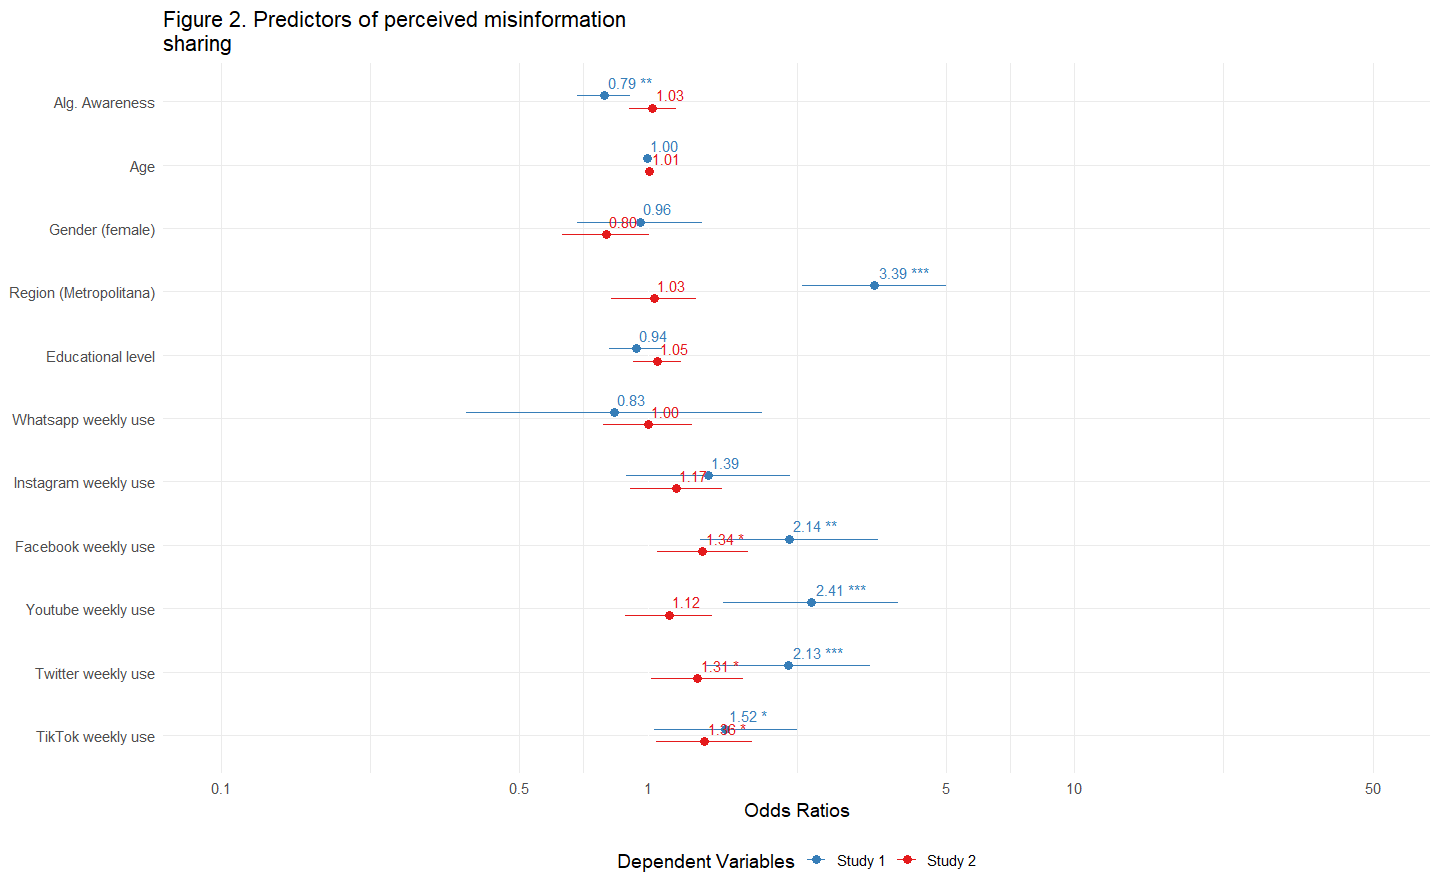 Figure 2. Predictors of perceived misinformation
sharing
Alg. Awareness
0.79 **
1.03
Age
1.00
1.01
Gender (female)
0.96
0.80
Region (Metropolitana)
3.39 ***
1.03
Educational level
0.94
1.05
Whatsapp weekly use
0.83
1.00
Instagram weekly use
1.39
1.17
Facebook weekly use
2.14 **
1.34 *
Youtube weekly use
2.41 ***
1.12
Twitter weekly use
2.13 ***
1.31 *
TikTok weekly use
1.52 *
1.36 *
0.1 0.5 1 5 10 50
Odds Ratios
Dependent Variables Study 1 Study 2